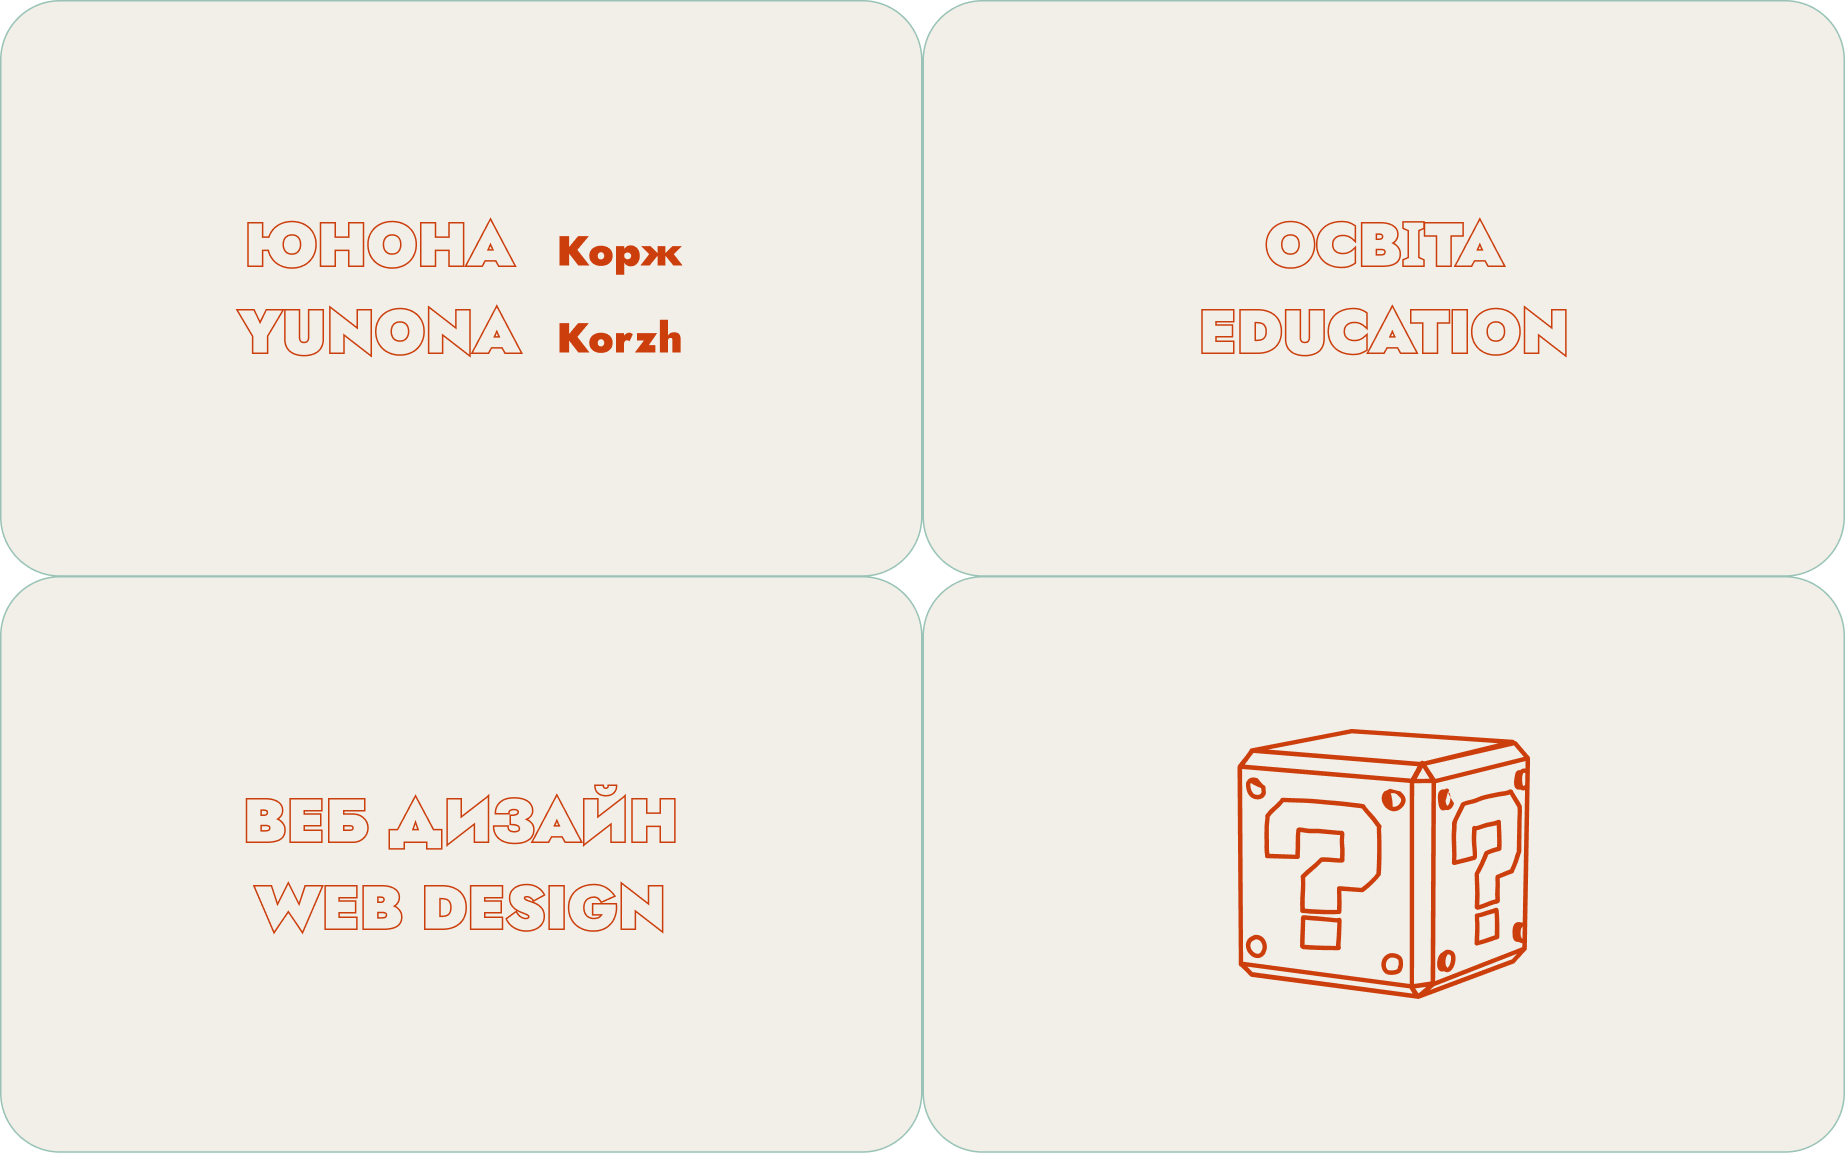 ЮНОНА Корж
YUNONA Korzh
ОСВІТА
EDUCATION
ВЕБ ДИЗАЙН
WEB DESIGN
? ?